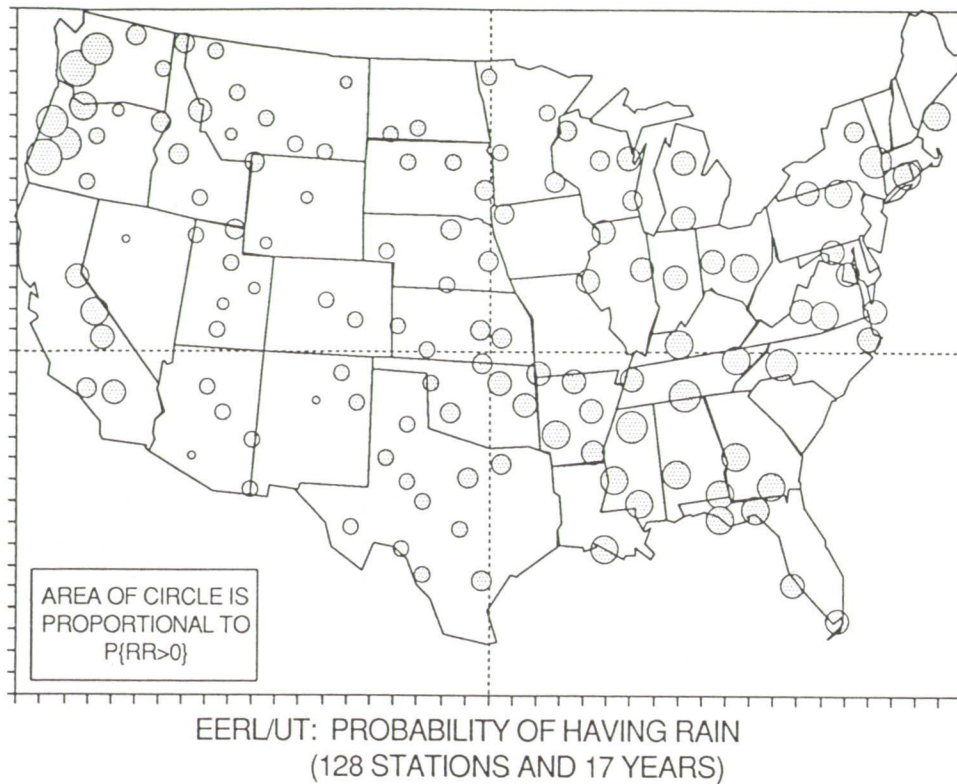 AREA OF CIRCLE IS
PROPORTIONAL TO
P{RR>0}
EERL/UT: PROBABILITY OF HAVING RAIN
(128 STATIONS AND 17 YEARS)